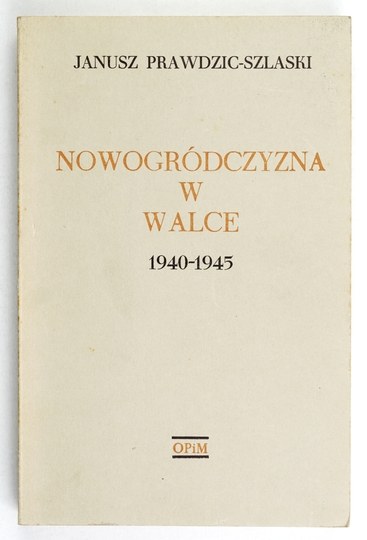 JANUSZ PRAWDZIC-SZLASKI
NOWOGRÓDCZYZNA
W
WALCE
1940-1945
OPiM